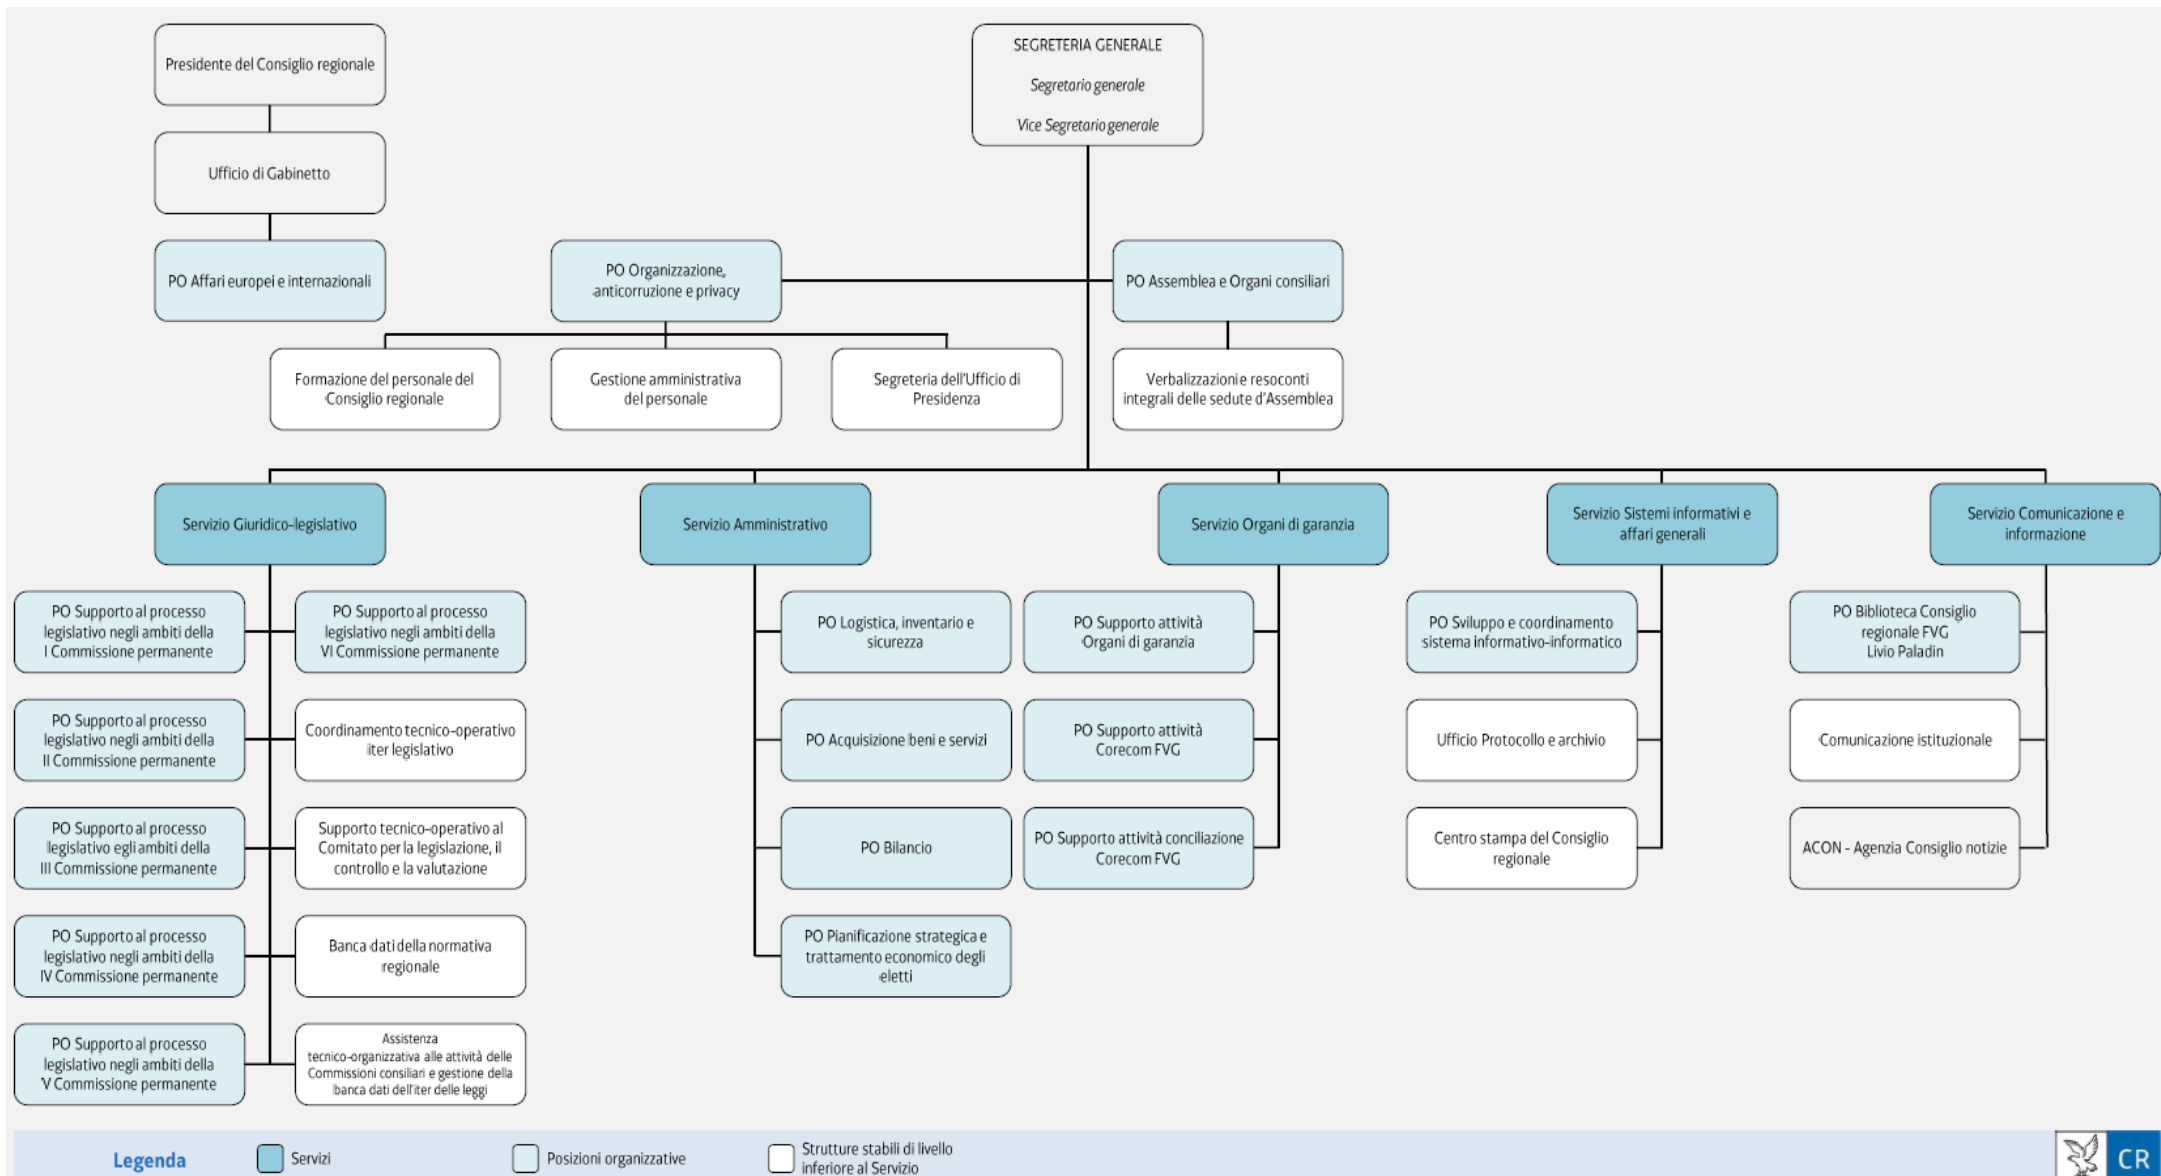 Presidente del Consiglio regionale
SEGRETERIA GENERALE
Segretario generale
Vice Segretario generale
Ufficio di Gabinetto
PO Affari europei e internazionali
PO Organizzazione,
anticorruzione e privacy
PO Assemblea e Organi consiliari
Formazione del personale del
Consiglio regionale
Gestione amministrativa
del personale
Segreteria dell'Ufficio di
Presidenza
Verbalizzazioni e resoconti
integrali delle sedute d'Assemblea
Servizio Giuridico-legislativo
Servizio Amministrativo
Servizio Organi di garanzia
Servizio Sistemi informativi e
affari generali
Servizio Comunicazione e
informazione
PO Supporto al processo
legislativo negli ambiti della
I Commissione permanente
PO Supporto al processo
legislativo negli ambiti della
VI Commissione permanente
PO Logistica, inventario e
sicurezza
PO Supporto attività
Organi di garanzia
PO Sviluppo e coordinamento
sistema informativo-informatico
PO Biblioteca Consiglio
regionale FVG
Livio Paladin
PO Supporto al processo
legislativo negli ambiti della
II Commissione permanente
Coordinamento tecnico-operativo
iter legislativo
PO Acquisizione beni e servizi
PO Supporto attività
Corecom FVG
Ufficio Protocollo e archivio
Comunicazione istituzionale
PO Supporto al processo
legislativo egli ambiti della
III Commissione permanente
Supporto tecnico-operativo al
Comitato per la legislazione, il
controllo e la valutazione
PO Bilancio
PO Supporto attività conciliazione
Corecom FVG
Centro stampa del Consiglio
regionale
ACON - Agenzia Consiglio notizie
PO Supporto al processo
legislativo negli ambiti della
IV Commissione permanente
Banca dati della normativa
regionale
PO Pianificazione strategica e
trattamento economico degli
eletti
PO Supporto al processo
legislativo negli ambiti della
V Commissione permanente
Assistenza
tecnico-organizzativa alle attività delle
Commissioni consiliari e gestione della
banca dati dell'iter delle leggi
Legenda
Servizi
Posizioni organizzative
Strutture stabili di livello
inferiore al Servizio
CR